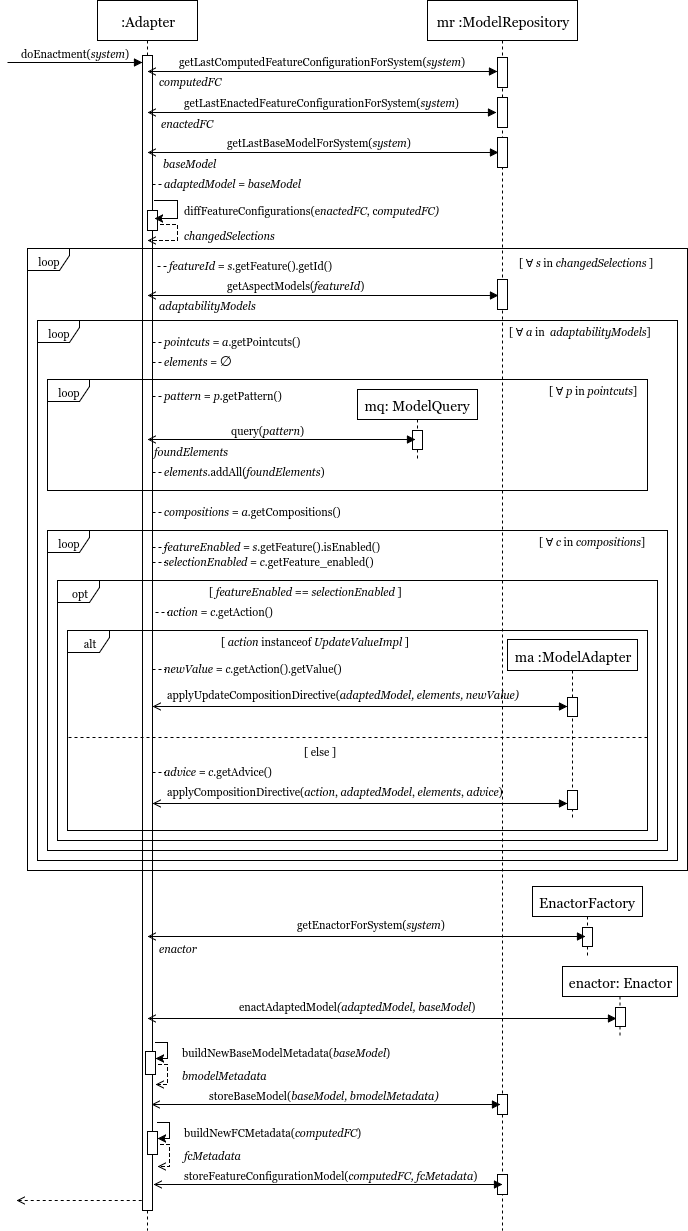 :Adapter
mr :ModelRepository
doEnactment(system)
getLastComputedFeatureConfigurationForSystem(system)
computedFC
getLastEnactedFeatureConfigurationForSystem(system)
enactedFC
getLastBaseModelForSystem(system)
baseModel
adaptedModel = baseModel
diffFeatureConfigurations(enactedFC, computedFC)
changedSelections
loop
[ ∀ s in changedSelections ]
featureId = s.getFeature().getId()
getAspectModels(featureId)
adaptabilityModels
loop
[ ∀ a in adaptabilityModels]
pointcuts = a.getPointcuts()
elements = ∅
loop
[ ∀ p in pointcuts]
pattern = p.getPattern()
mq: ModelQuery
query(pattern)
foundElements
elements.addAll(foundElements)
compositions = a.getCompositions()
loop
[ ∀ c in compositions]
featureEnabled = s.getFeature().isEnabled()
selectionEnabled = c.getFeature_enabled()
opt
[ featureEnabled == selectionEnabled ]
action = c.getAction()
alt
[ action instanceof UpdateValueImpl ]
ma :ModelAdapter
newValue = c.getAction().getValue()
applyUpdateCompositionDirective(adaptedModel, elements, newValue)
[ else ]
advice = c.getAdvice()
applyCompositionDirective(action, adaptedModel, elements, advice)
EnactorFactory
getEnactorForSystem(system)
enactor
enactor: Enactor
enactAdaptedModel(adaptedModel, baseModel)
buildNewBaseModelMetadata(baseModel)
bmodelMetadata
storeBaseModel(baseModel, bmodelMetadata)
buildNewFCMetadata(computedFC)
fcMetadata
storeFeatureConfigurationModel(computedFC, fcMetadata)